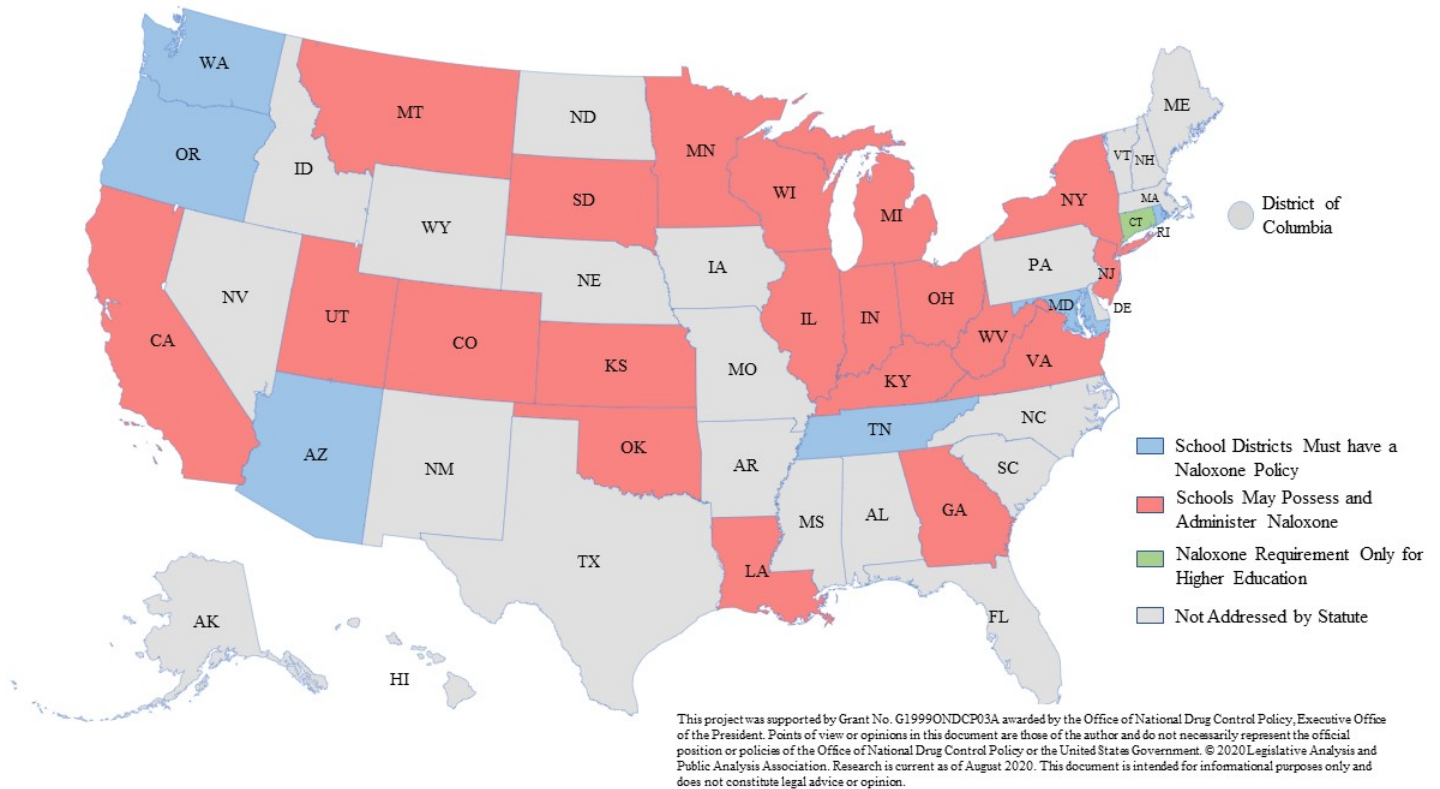 WA
MT
ND
ME
OR
MN
VT
NH
ID
WI
SD
MI
NY
MA
WY
CT
RI
District of
Columbia
IA
PA
NE
NJ
NV
OH
MD
DE
UT
IL
IN
CO
WV
CA
KS
MO
VA
KY
NC
TN
AZ
OK
NM
AR
SC
School Districts Must have a
Naloxone Policy
Schools May Possess and
Administer Naloxone
MS
AL
GA
TX
LA
Naloxone Requirement Only for
Higher Education
FL
Not Addressed by Statute
AK
HI
This project was supported by Grant No. G1999ONDCP03A awarded by the Office of National Drug Control Policy, Executive Office
of the President. Points of view or opinions in this document are those of the author and do not necessarily represent the official
position or policies of the Office of National Drug Control Policy or the United States Government. © 2020 Legislative Analysis and
Public Analysis Association. Research is current as of August 2020. This document is intended for informational purposes only and
does not constitute legal advice or opinion.